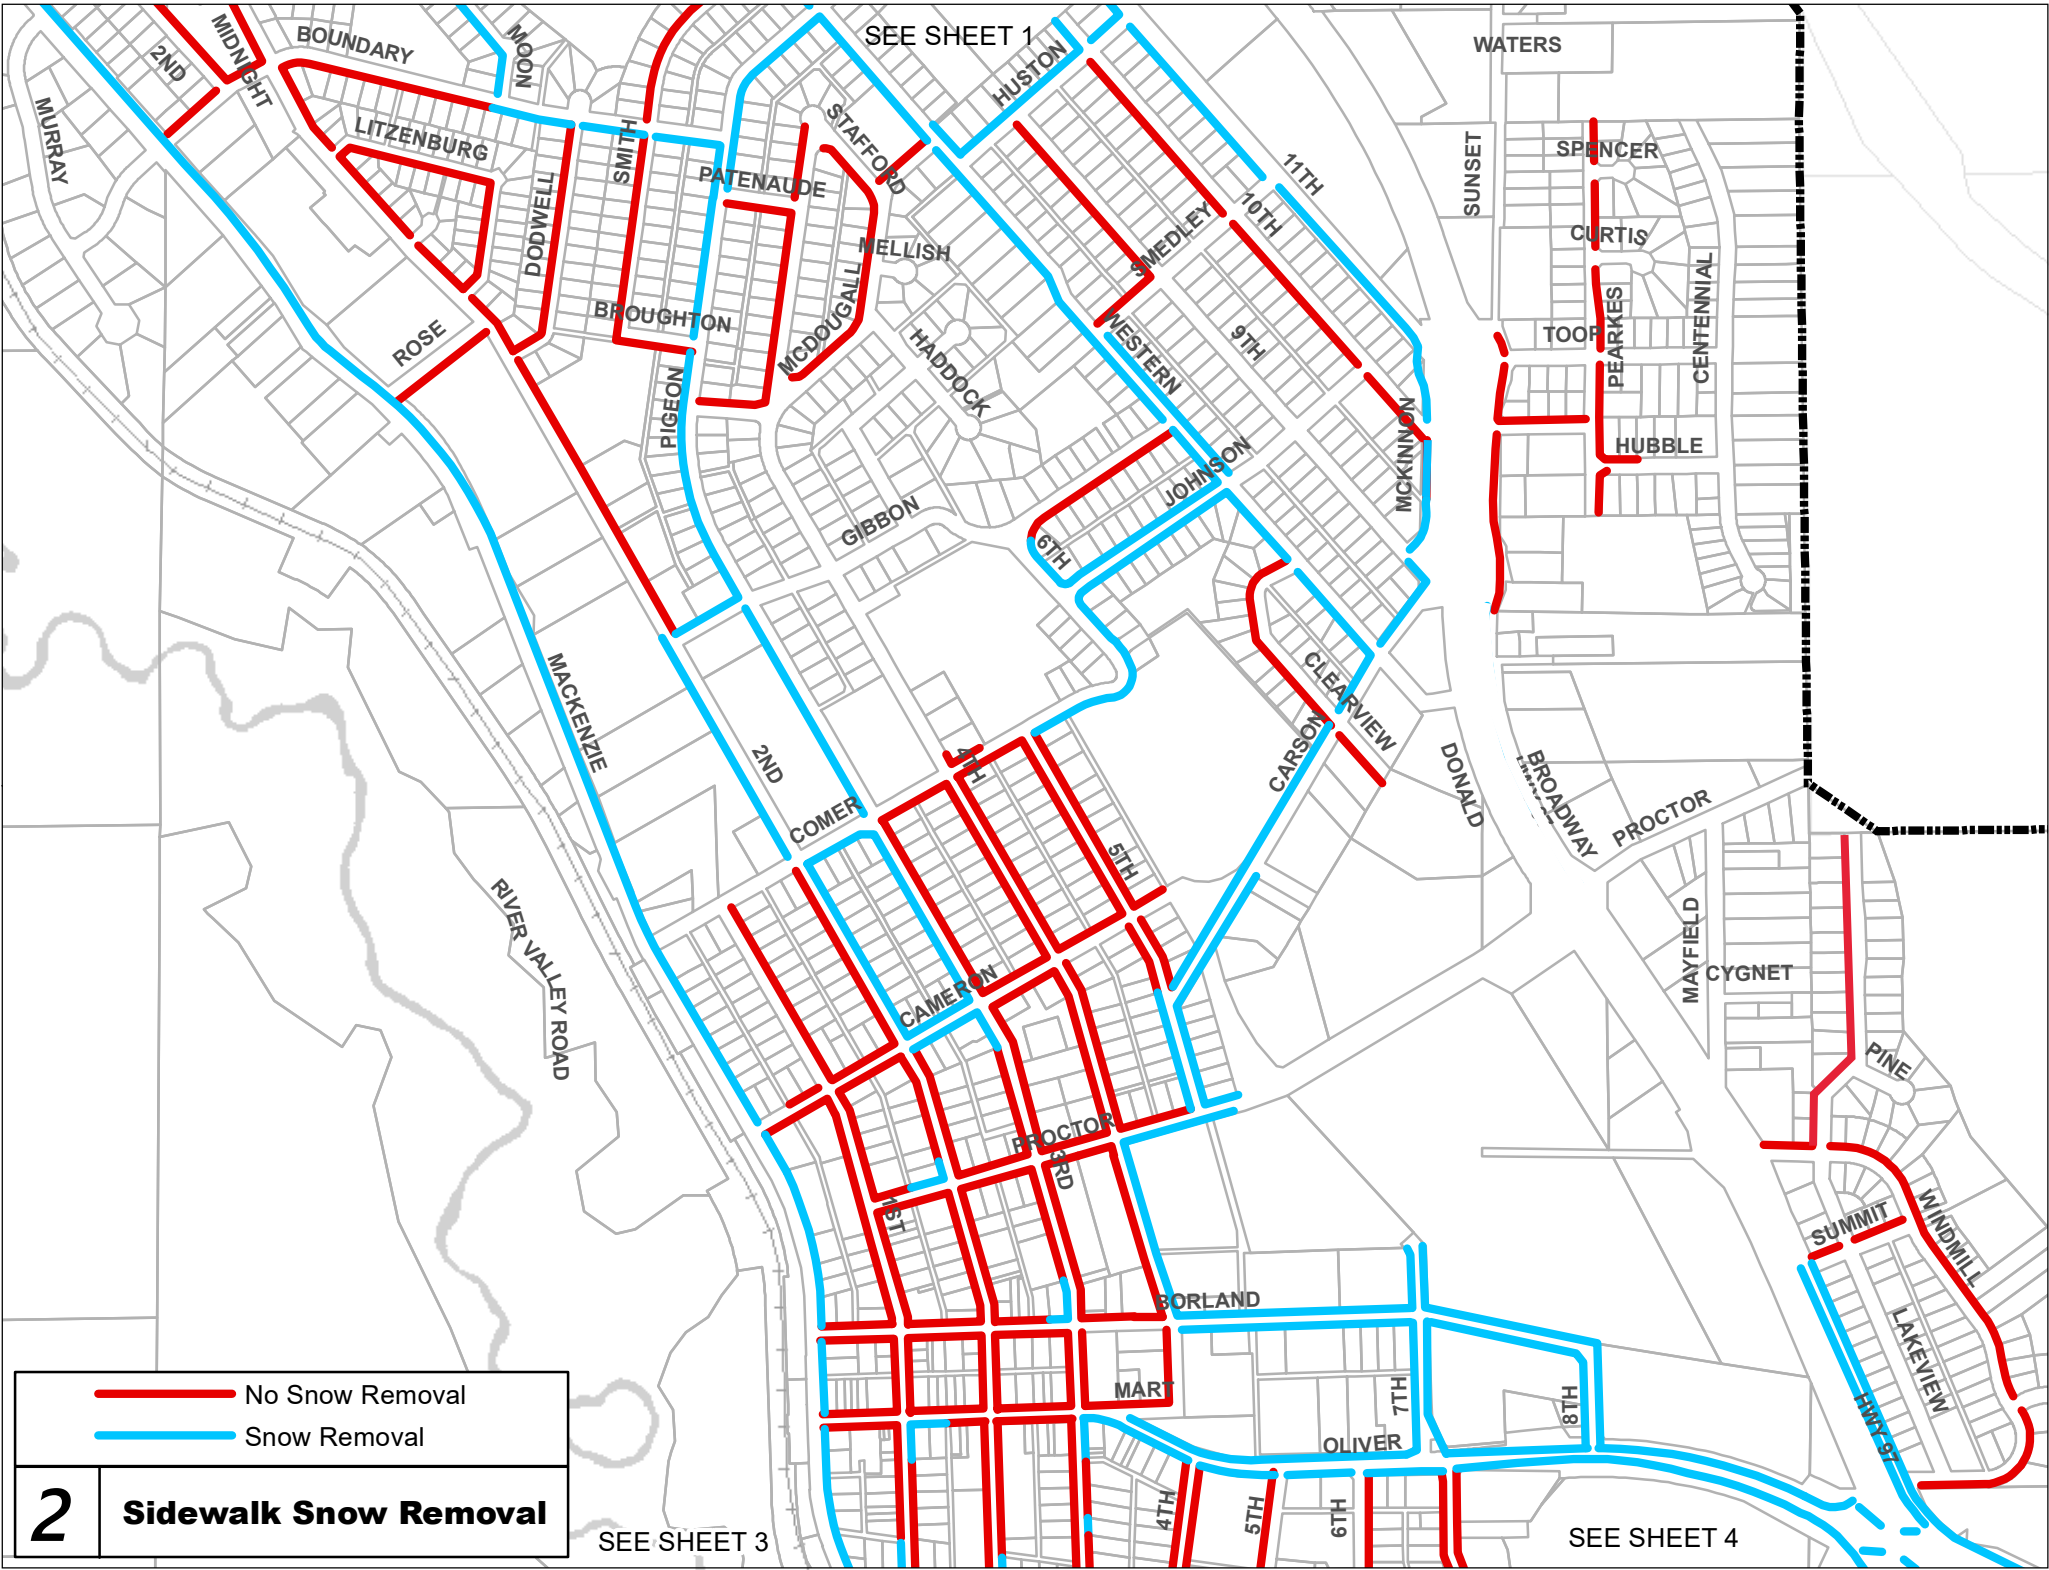 SEE SHEET 1
WATERS
BOUNDARY
MOON
MIDNIGHT
2ND
HUSTON
MURRAY
LITZENBURG
SMITH
STAFFORD
SPENCER
11TH
SUNSET
PATENAUDE
DODWELL
10TH
SMEDLEY
CURTIS
MELLISH
CENTENNIAL
BROUGHTON
MCDOUGALL
PEARKES
TOOP
ROSE
WESTERN
9TH
HADDOCK
PIGEON
MCKINNON
HUBBLE
JOHNSON
GIBBON
6TH
CLEARVIEW
MACKENZIE
CARSON
2ND
4TH
DONALD
BROADWAY
PROCTOR
COMER
5TH
RIVER VALLEY ROAD
MAYFIELD
CYGNET
CAMERON
PINE
PROCTOR
3RD
1ST
SUMMIT
WINDMILL
BORLAND
LAKEVIEW
MART
7TH
8TH
OLIVER
HWY 97
4TH
5TH
6TH
No Snow Removal
Snow Removal
2
Sidewalk Snow Removal
SEE SHEET 3
SEE SHEET 4